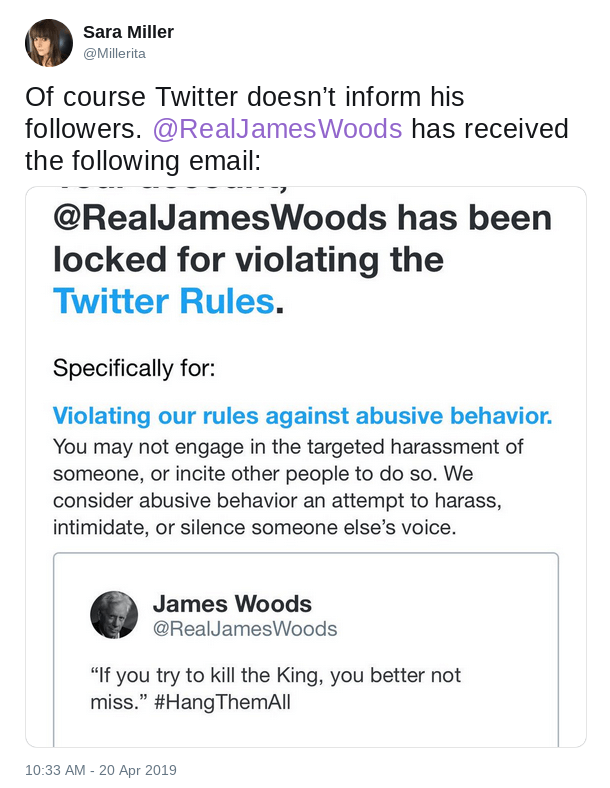 Sara Miller
@Millerita
Of course Twitter doesn’t inform his
followers. @RealJamesWoods has received
the following email:
@RealJamesWoods has been
locked for violating the
Twitter Rules.
Specifically for:
Violating our rules against abusive behavior.
You may not engage in the targeted harassment of
someone, or incite other people to do so. We
consider abusive behavior an attempt to harass,
intimidate, or silence someone else’s voice.
James Woods
@RealJamesWoods
“If you try to kill the King, you better not
miss.” #HangThemAll
10:33 AM - 20 Apr 2019